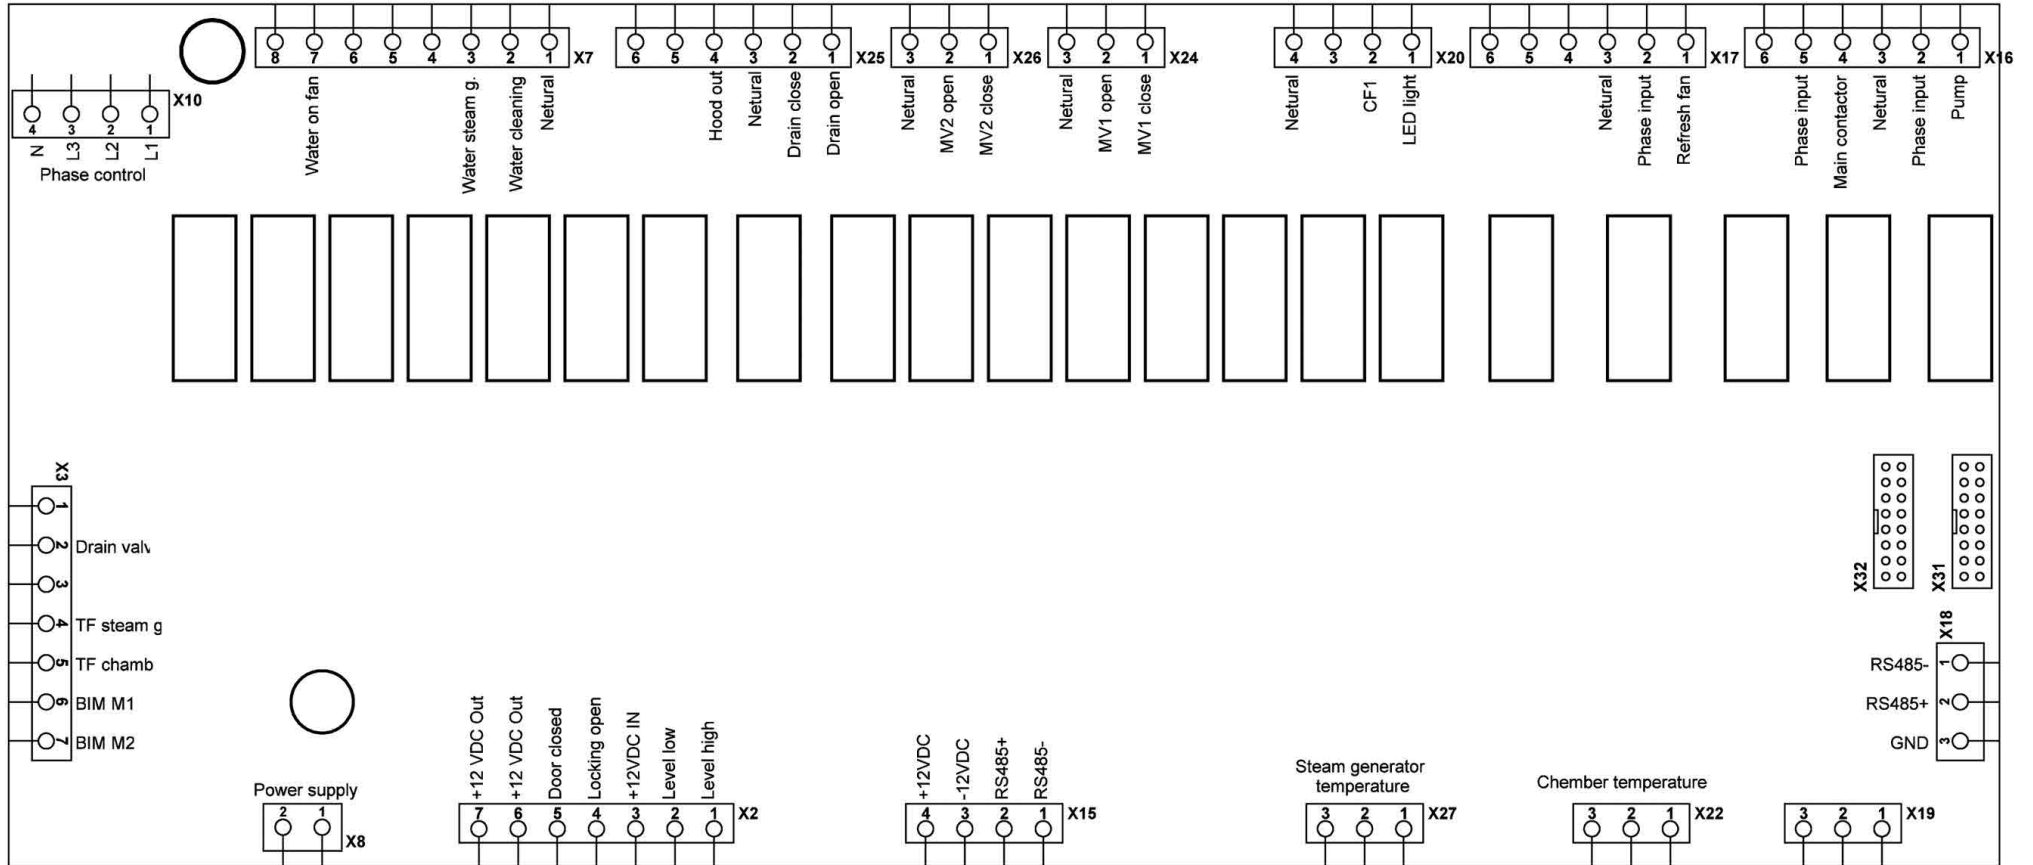 8 7 6 5 4 3 2 1 X7
6 5 4 3 2 1 X25
3 2 1 X26
3 2 1 X24
4 3 2 1 X20
6 5 4 3 2 1 X17
6 5 4 3 2 1 X16
Water on fan
Water steam g.
Water cleaning
Netural
Hood out
Netural
Drain close
Drain open
Netural
MV2 open
MV2 close
Netural
MV1 open
MV1 close
Netural
CF1
LED light
Netural
Phase input
Refresh fan
Phase input
Main contactor
Netural
Phase input
Pump
X10
4 3 2 1
N L3 L2 L1
Phase control
X3
1
2 Drain valv
3
4 TF steam g
5 TF chamb
6 BIM M1
7 BIM M2
X32
X31
X18
RS485- 1
RS485+ 2
GND 3
Power supply
2 1
X8
+12 VDC Out
+12 VDC Out
Door closed
Locking open
+12VDC IN
Level low
Level high
7 6 5 4 3 2 1 X2
+12VDC
-12VDC
RS485+
RS485-
4 3 2 1 X15
Steam generator
temperature
3 2 1 X27
Chember temperature
3 2 1 X22
3 2 1 X19